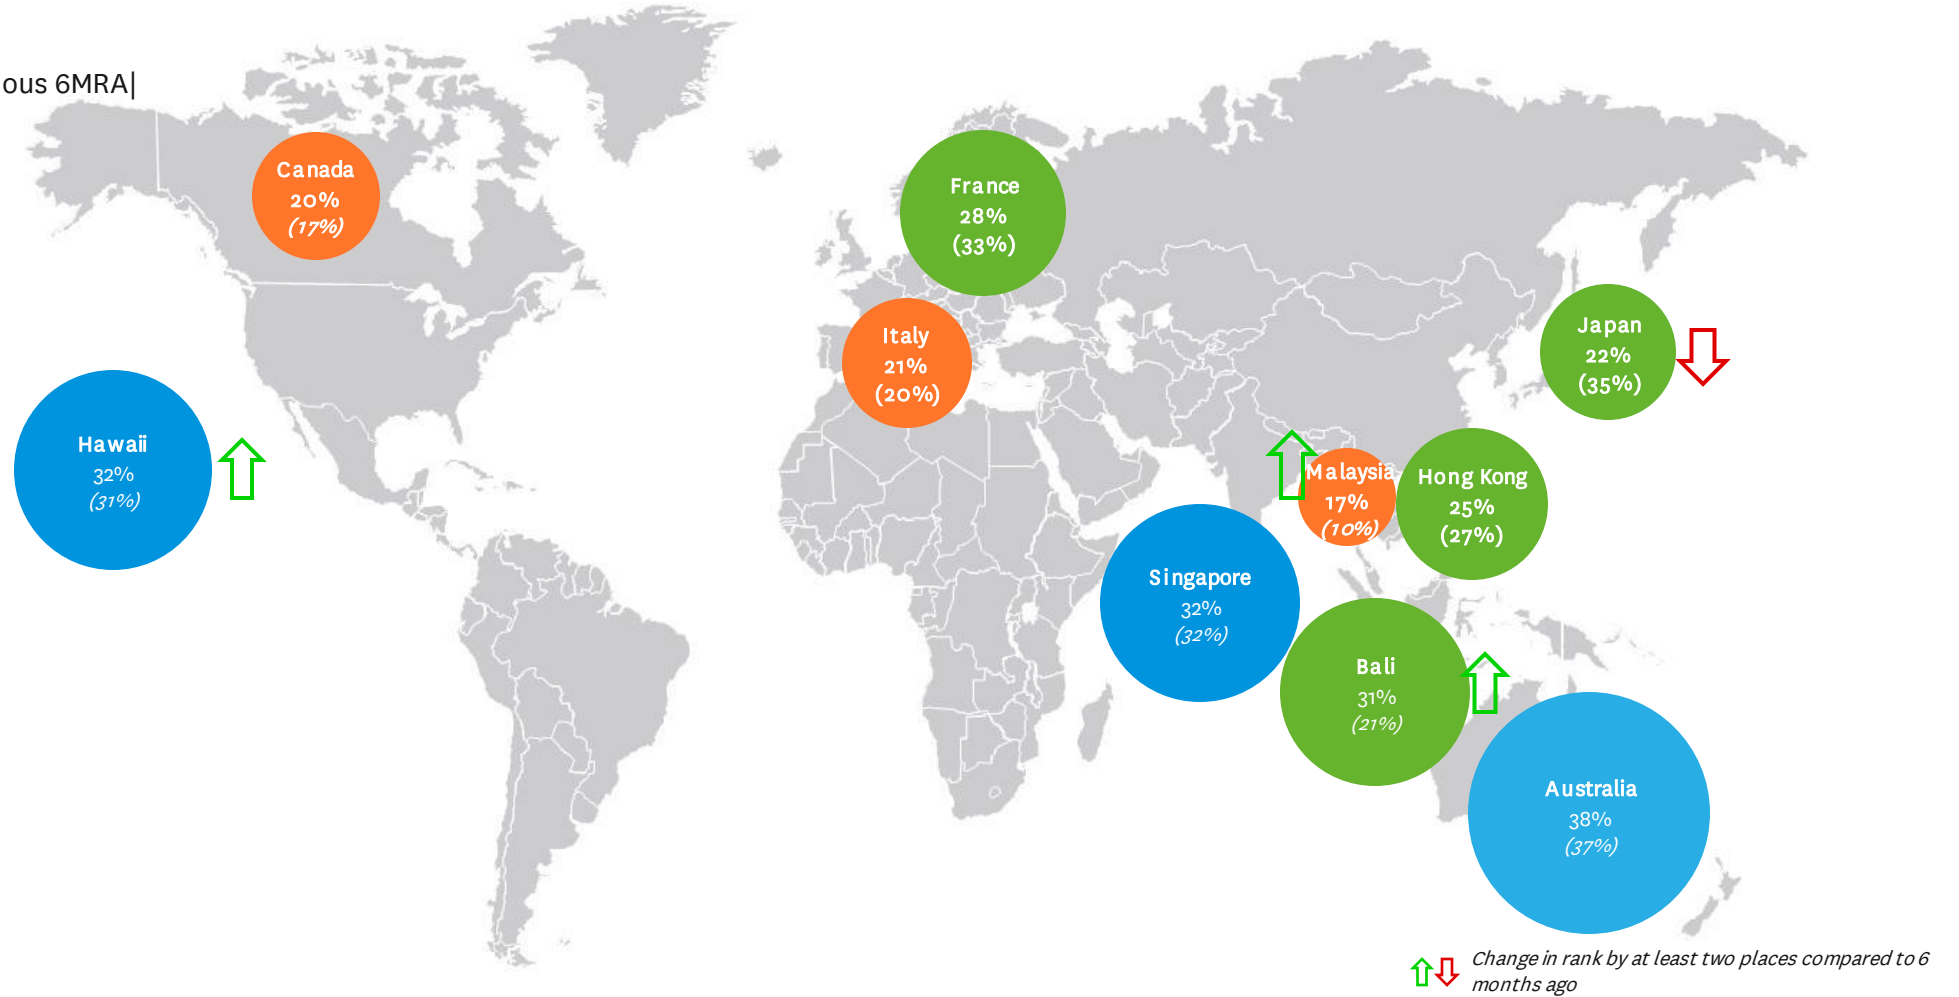 ous 6MRA|
Canada
20%
(17%)
France
28%
(33%)
Italy
21%
(20%)
Japan
22%
(35%)
Hawaii
32%
(31%)
Malaysia
17%
(10%)
Hong Kong
25%
(27%)
Singapore
32%
(32%)
Bali
31%
(21%)
Australia
38%
(37%)
Change in rank by at least two places compared to 6
months ago